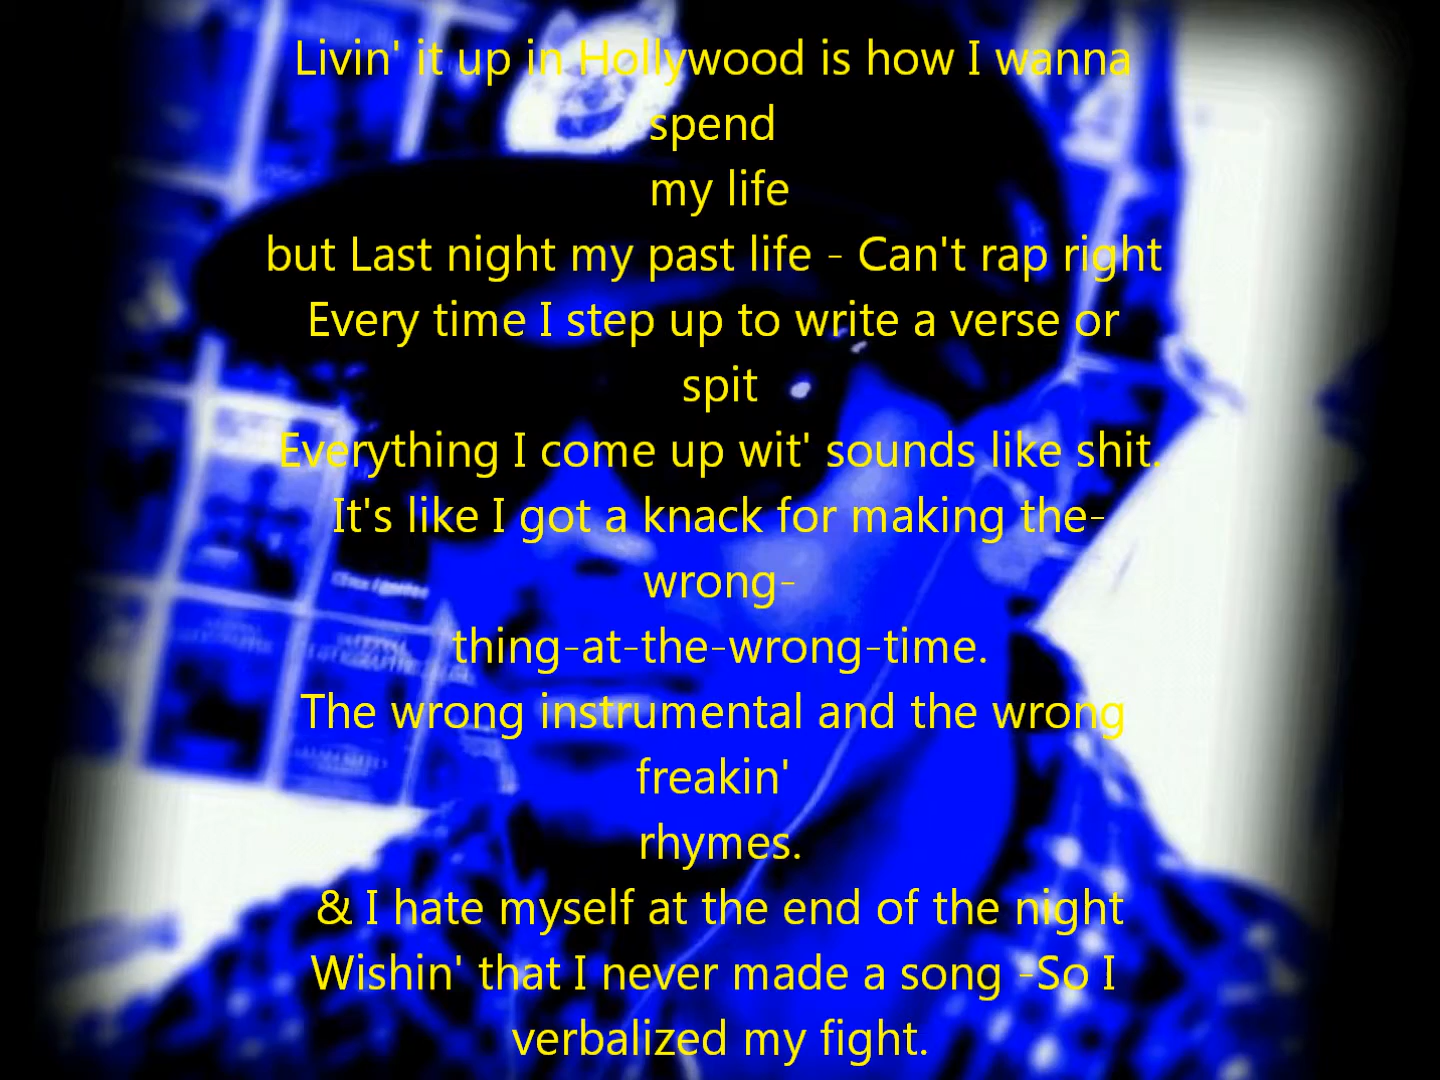 Livin' it up in Hollywood is how I wanna
spend
my life
but Last night my past life - Can't rap right
Every time I step up to write a verse or
spit
Everything I come up wit' sounds like shit.
It's like I got a knack for making the-
wrong-
thing-at-the-wrong-time.
The wrong instrumental and the wrong
freakin'
rhymes.
& I hate myself at the end of the night
Wishin' that I never made a song -So I
verbalized my fight.